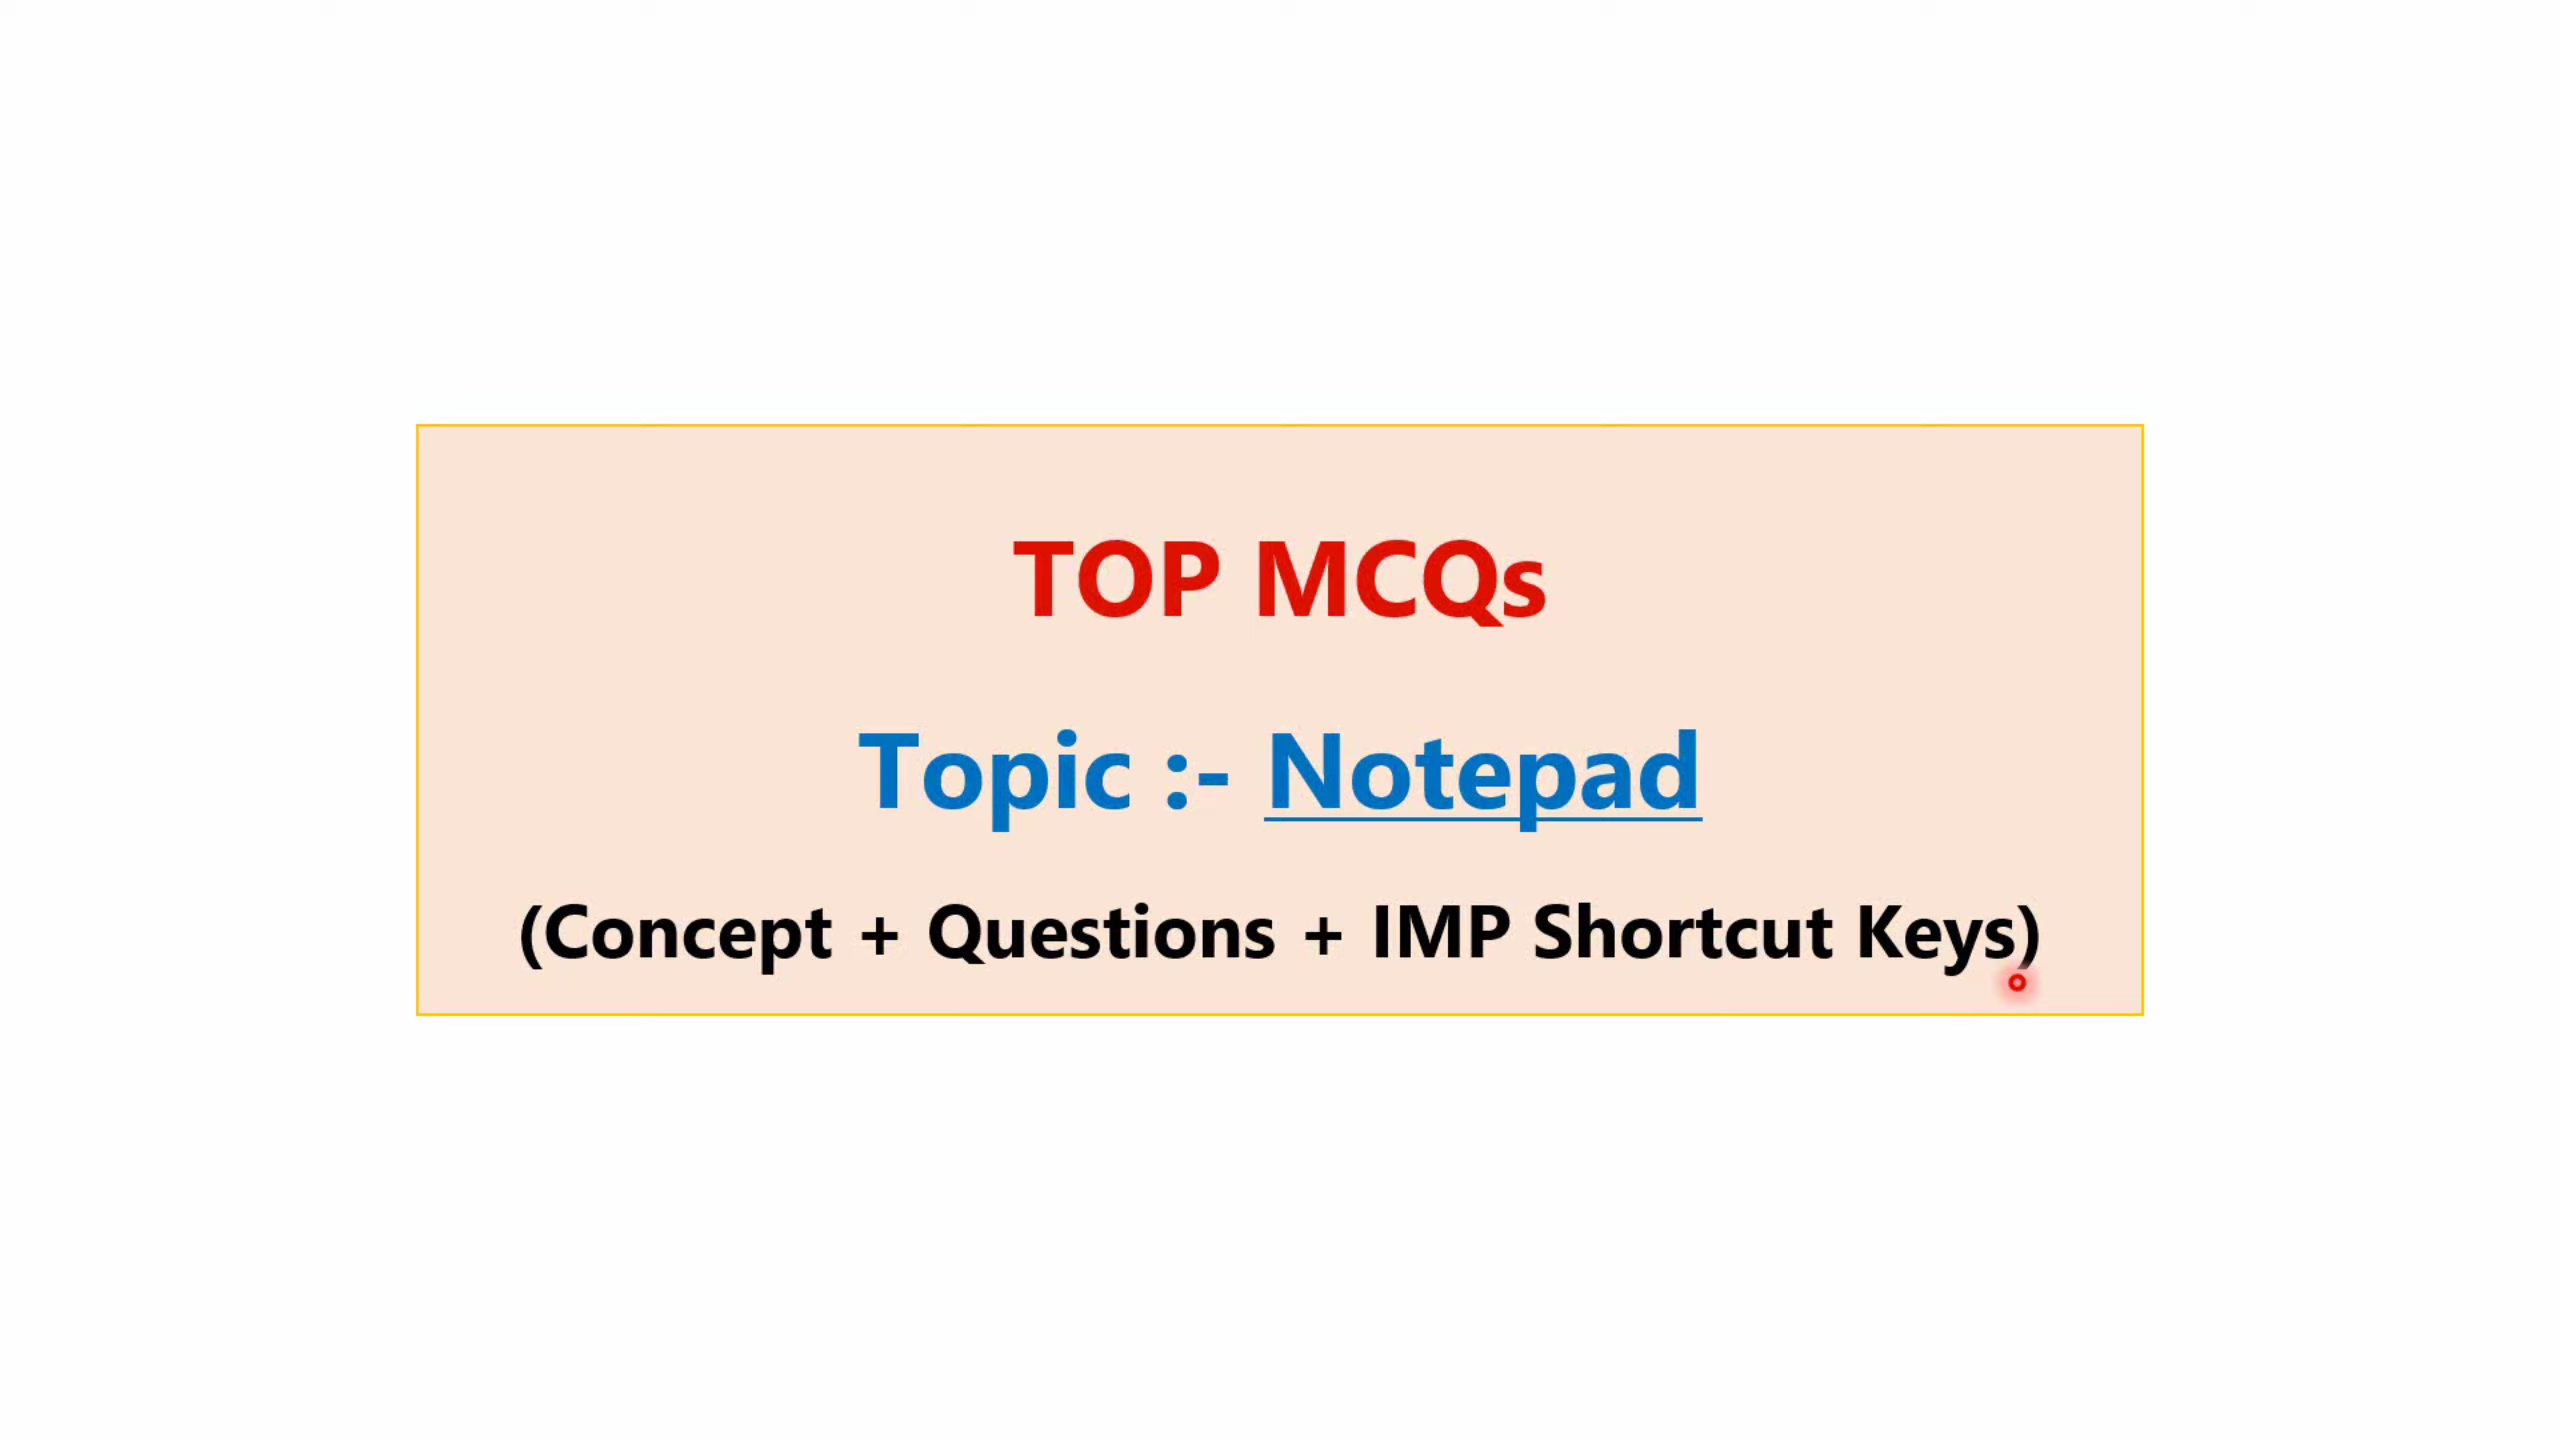 TOP MCQs
Topic :- Notepad
(Concept + Questions + IMP Shortcut Keys)